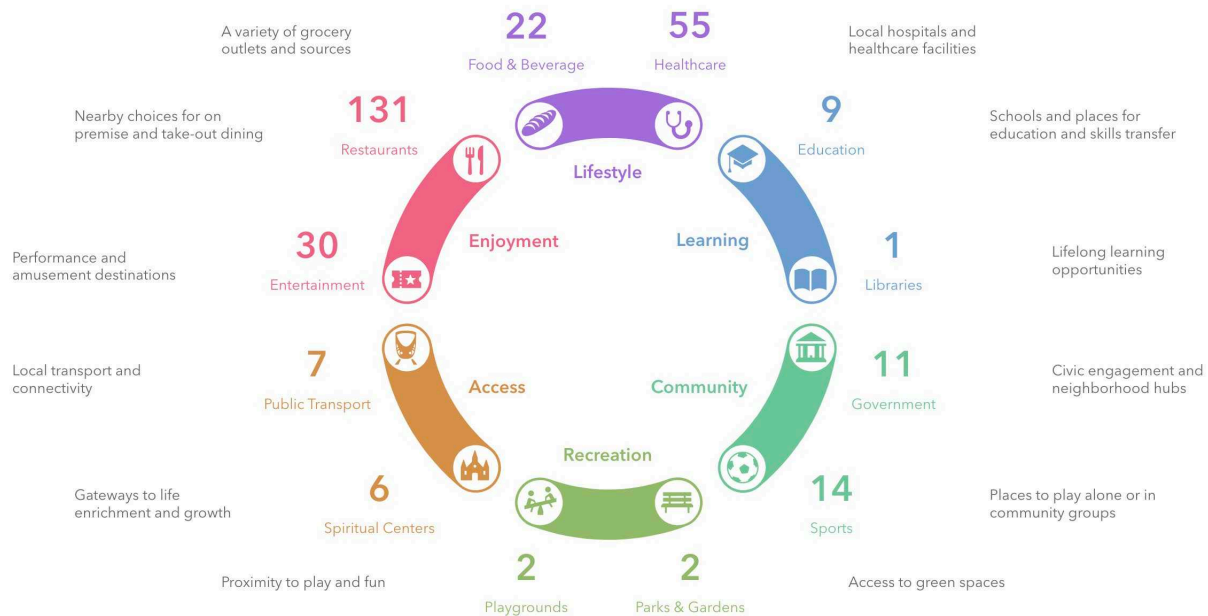 A variety of grocery
outlets and sources
22
Food & Beverage
55
Healthcare
Local hospitals and
healthcare facilities
Nearby choices for on
premise and take-out dining
131
Restaurants
9
Education
Schools and places for
education and skills transfer
Lifestyle
Enjoyment
Learning
Performance and
amusement destinations
30
Entertainment
1
Libraries
Lifelong learning
opportunities
Local transport and
connectivity
7
Public Transport
Access
Community
11
Government
Civic engagement and
neighborhood hubs
Recreation
Gateways to life
enrichment and growth
6
Spiritual Centers
14
Sports
Places to play alone or in
community groups
Proximity to play and fun
2
Playgrounds
2
Parks & Gardens
Access to green spaces